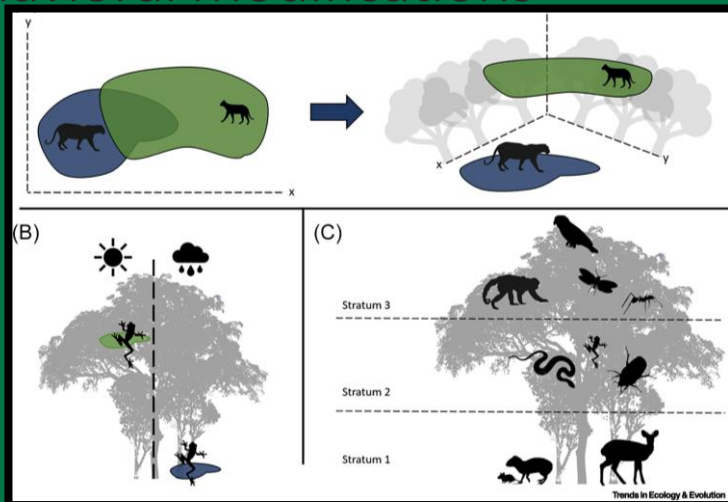 y
x
x
y
(B)
(C)
Stratum 3
Stratum 2
Stratum 1
Trends in Ecology & Evolution